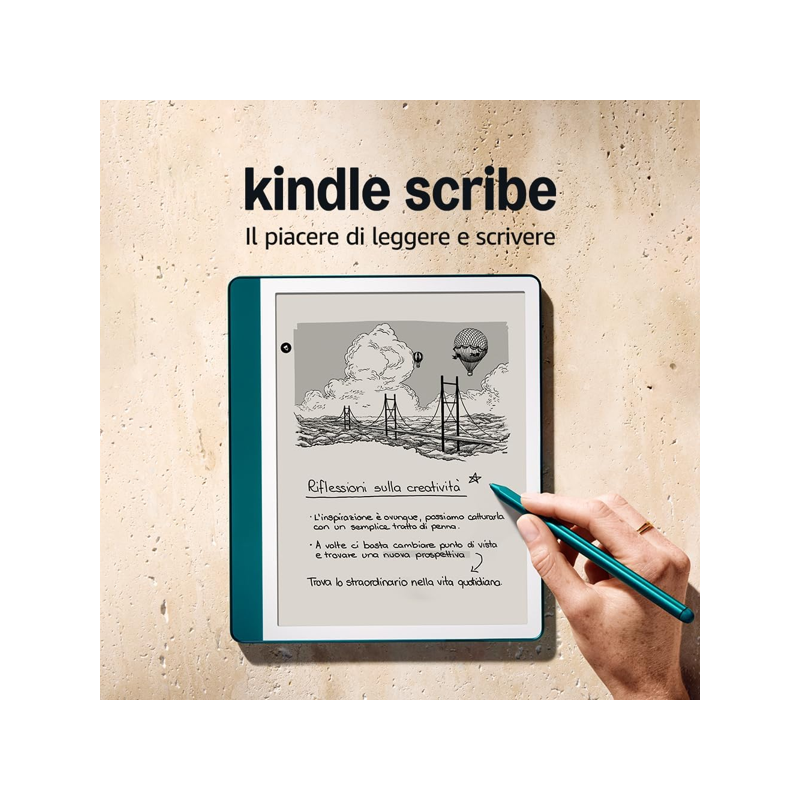 kindle scribe
Il piacere di leggere e scrivere
Riflessioni sulla creatività
· L'inspirazione è ovunque, possiamo catturarla
con un semplice tratto di penna.
· A volte ci basta cambiare punto di vista
e trovare una nuova prospettiva
Trova lo straordinario nella vita quotidiana.